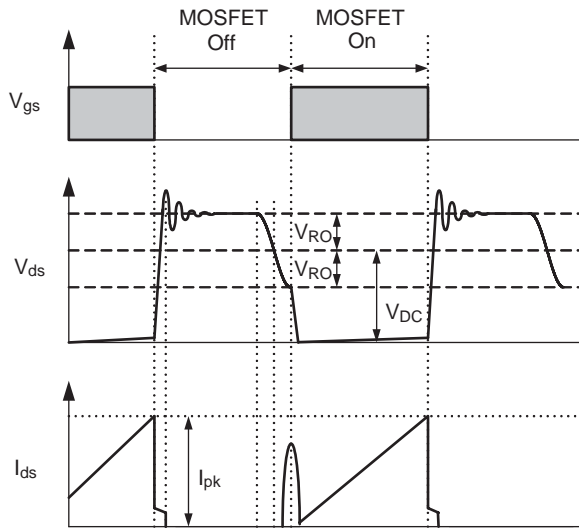 MOSFET
Off
MOSFET
On
Vgs
VRO
VRO
Vds
VDC
Ids
Ipk